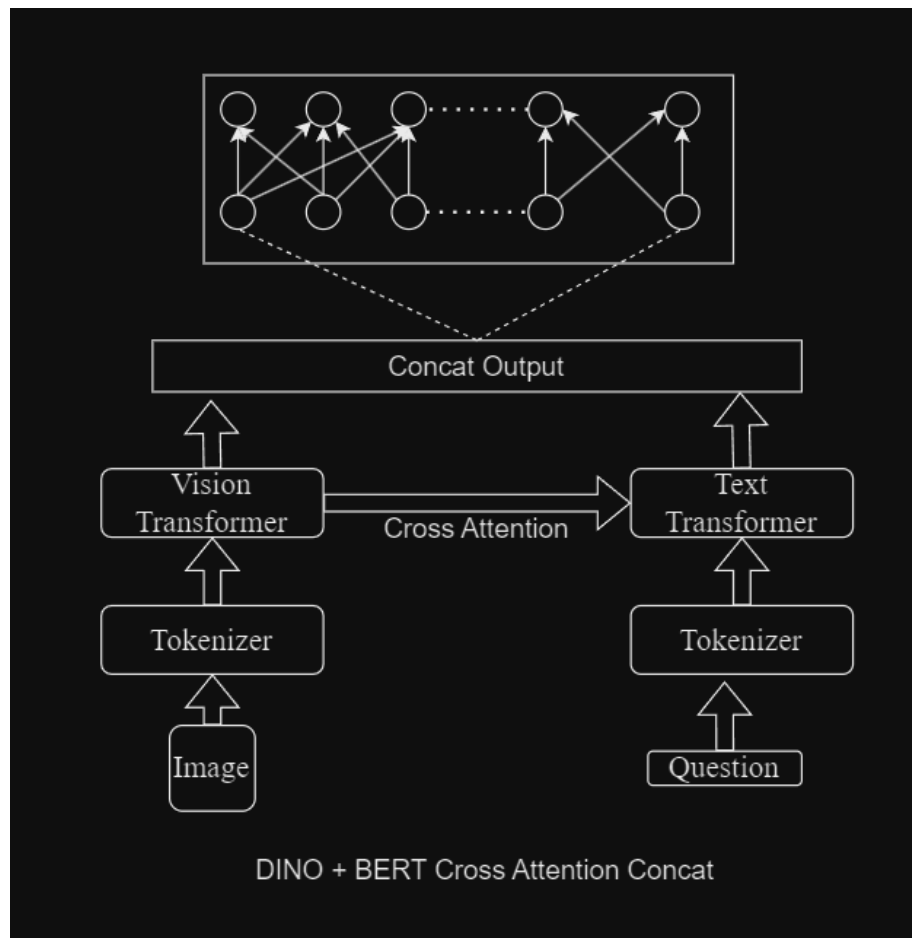 Concat Output
Vision
Transformer
Cross Attention
Text
Transformer
Tokenizer
Tokenizer
Image
Question
DINO + BERT Cross Attention Concat